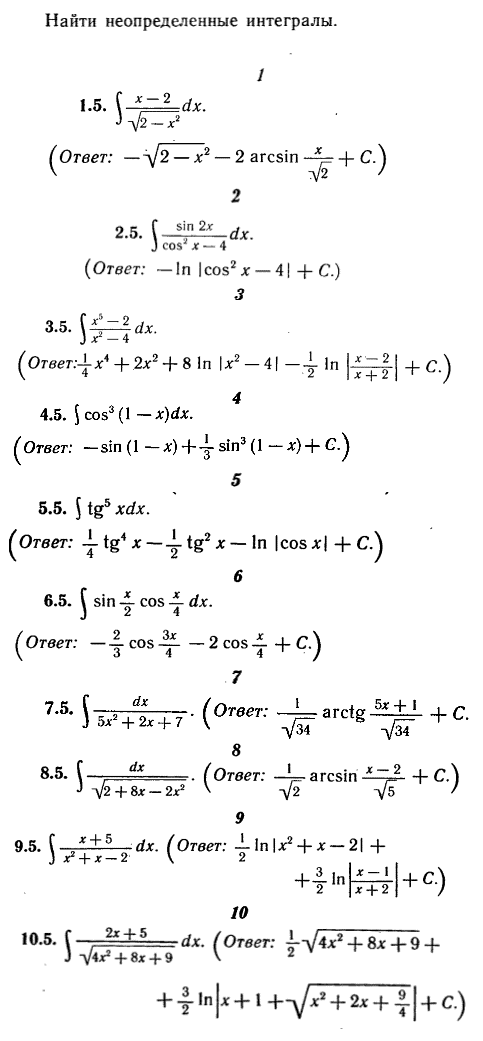 Найти неопределенные интегралы.
1
1.5. ∫ (x − 2)/√(2 − x²) dx.
(Ответ: −√(2 − x²) − 2 arcsin x/√2 + C.)
2
2.5. ∫ sin 2x/(cos² x − 4) dx.
(Ответ: −ln |cos² x − 4| + C.)
3
3.5. ∫ (x⁵ − 2)/(x² − 4) dx.
(Ответ: 1/4 x⁴ + 2x² + 8 ln |x² − 4| − 1/2 ln |(x − 2)/(x + 2)| + C.)
4
4.5. ∫ cos³ (1 − x)dx.
(Ответ: −sin (1 − x) + 1/3 sin³ (1 − x) + C.)
5
5.5. ∫ tg⁵ xdx.
(Ответ: 1/4 tg⁴ x − 1/2 tg² x − ln |cos x| + C.)
6
6.5. ∫ sin x/2 cos x/4 dx.
(Ответ: −2/3 cos 3x/4 − 2 cos x/4 + C.)
7
7.5. ∫ dx/(5x² + 2x + 7). (Ответ: 1/√34 arctg (5x + 1)/√34 + C.
8
8.5. ∫ dx/√(2 + 8x − 2x²). (Ответ: 1/√2 arcsin (x − 2)/√5 + C.)
9
9.5. ∫ (x + 5)/(x² + x − 2) dx. (Ответ: 1/2 ln |x² + x − 2| +
+ 3/2 ln |(x − 1)/(x + 2)| + C.)
10
10.5. ∫ (2x + 5)/√(4x² + 8x + 9) dx. (Ответ: 1/2 √(4x² + 8x + 9) +
+ 3/2 ln |x + 1 + √(x² + 2x + 9/4)| + C.)